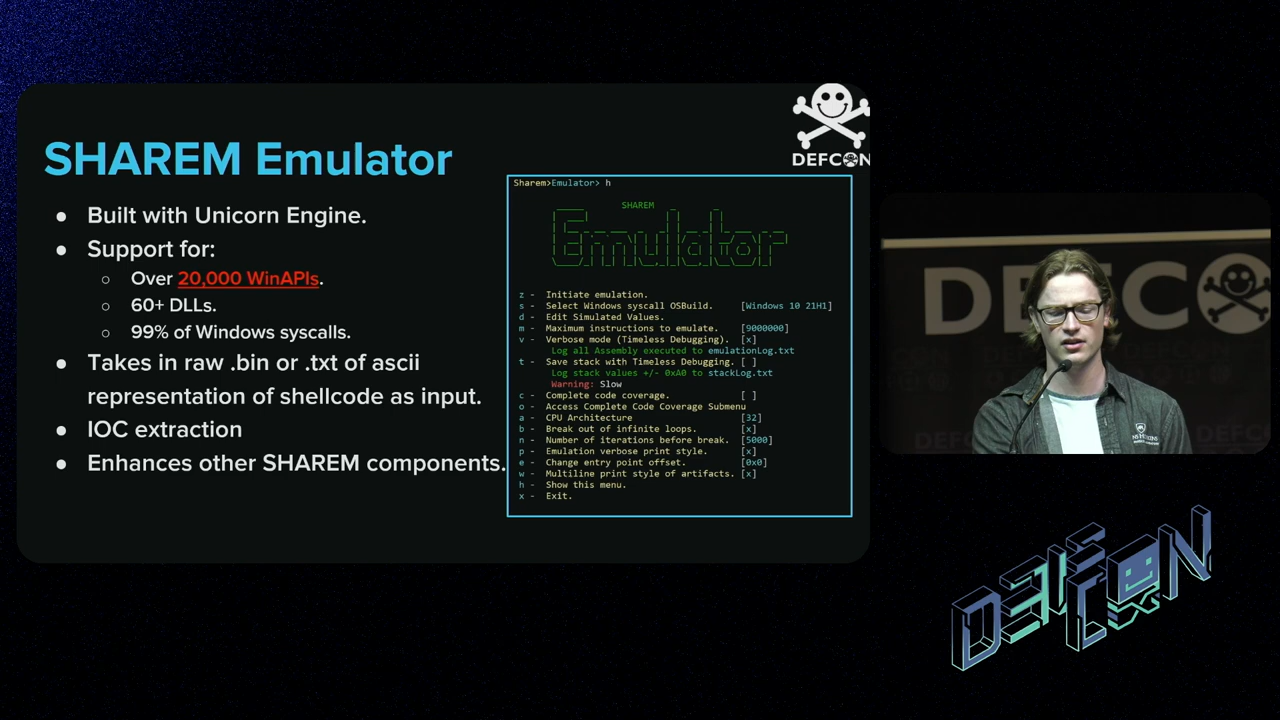 DEFCON
SHAREM Emulator
● Built with Unicorn Engine.
● Support for:
○ Over 20,000 WinAPIs.
○ 60+ DLLs.
○ 99% of Windows syscalls.
● Takes in raw .bin or .txt of ascii
representation of shellcode as input.
● IOC extraction
● Enhances other SHAREM components.
Sharem>Emulator> h
SHAREM
Emulator
z - Initiate emulation.
s - Select Windows syscall OSBuild. [Windows 10 21H1]
d - Edit Simulated Values.
m - Maximum instructions to emulate. [9000000]
v - Verbose mode (Timeless Debugging). [x]
Log all Assembly executed to emulationLog.txt
t - Save stack with Timeless Debugging. [ ]
Log stack values +/- 0xA0 to stackLog.txt
Warning: Slow
c - Complete code coverage. [ ]
o - Access Complete Code Coverage Submenu
a - CPU Architecture [32]
b - Break out of infinite loops. [x]
n - Number of iterations before break. [5000]
p - Emulation verbose print style. [x]
e - Change entry point offset. [0x0]
w - Multiline print style of artifacts. [x]
h - Show this menu.
x - Exit.
DEFCON
DEFCON